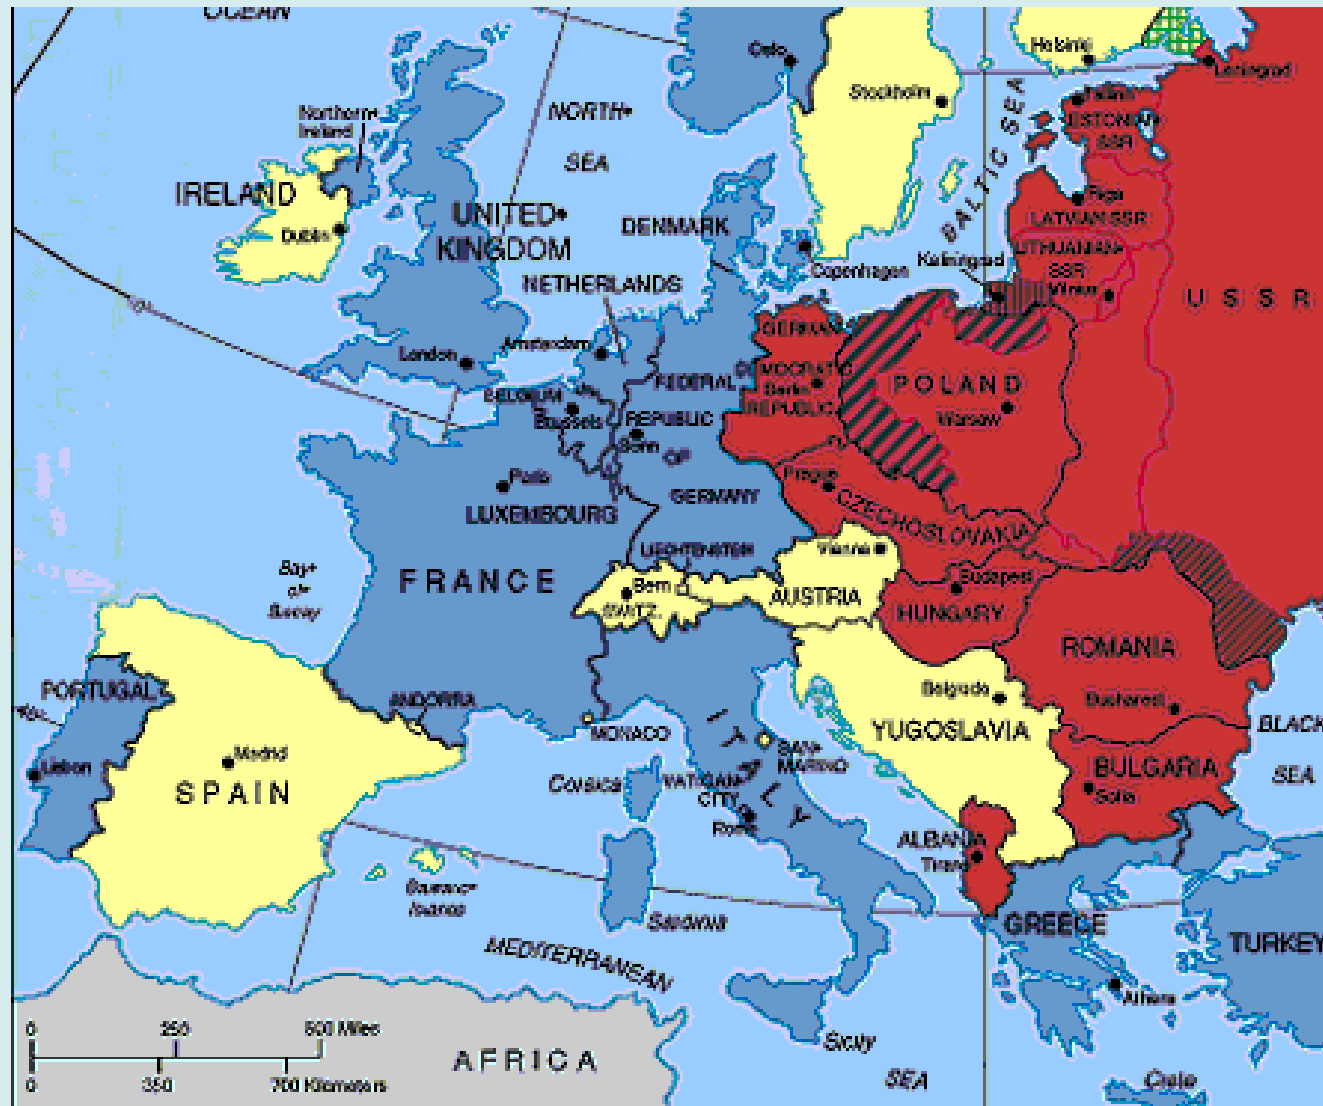 OCEAN
Oslo
Helsinki
Leningrad
Stockholm
NORTH
SEA
Northern
Ireland
Tallinn
ESTONIAN
SSR
BALTIC SEA
IRELAND
Dublin
UNITED
KINGDOM
DENMARK
Riga
LATVIAN SSR
LITHUANIAN
SSR
Kaliningrad
Vilnius
Copenhagen
NETHERLANDS
U S S R
GERMAN
DEMOCRATIC
Berlin
REPUBLIC
London
Amsterdam
BELGIUM
Brussels
FEDERAL
REPUBLIC
Bonn
OF
GERMANY
POLAND
Warsaw
Paris
LUXEMBOURG
Prague
CZECHOSLOVAKIA
LIECHTENSTEIN
Vienna
Bay
of
Biscay
FRANCE
Bern
SWITZ.
AUSTRIA
Budapest
HUNGARY
ROMANIA
PORTUGAL
ANDORRA
Belgrade
Bucharest
MONACO
ITALY
SAN
MARINO
YUGOSLAVIA
BLACK
SEA
Lisbon
Madrid
SPAIN
Corsica
VATICAN
CITY
Rome
BULGARIA
Sofia
ALBANIA
Tirana
Sardinia
GREECE
TURKEY
MEDITERRANEAN
SEA
Athens
Sicily
Crete
0 250 500 Miles
0 350 700 Kilometers
AFRICA